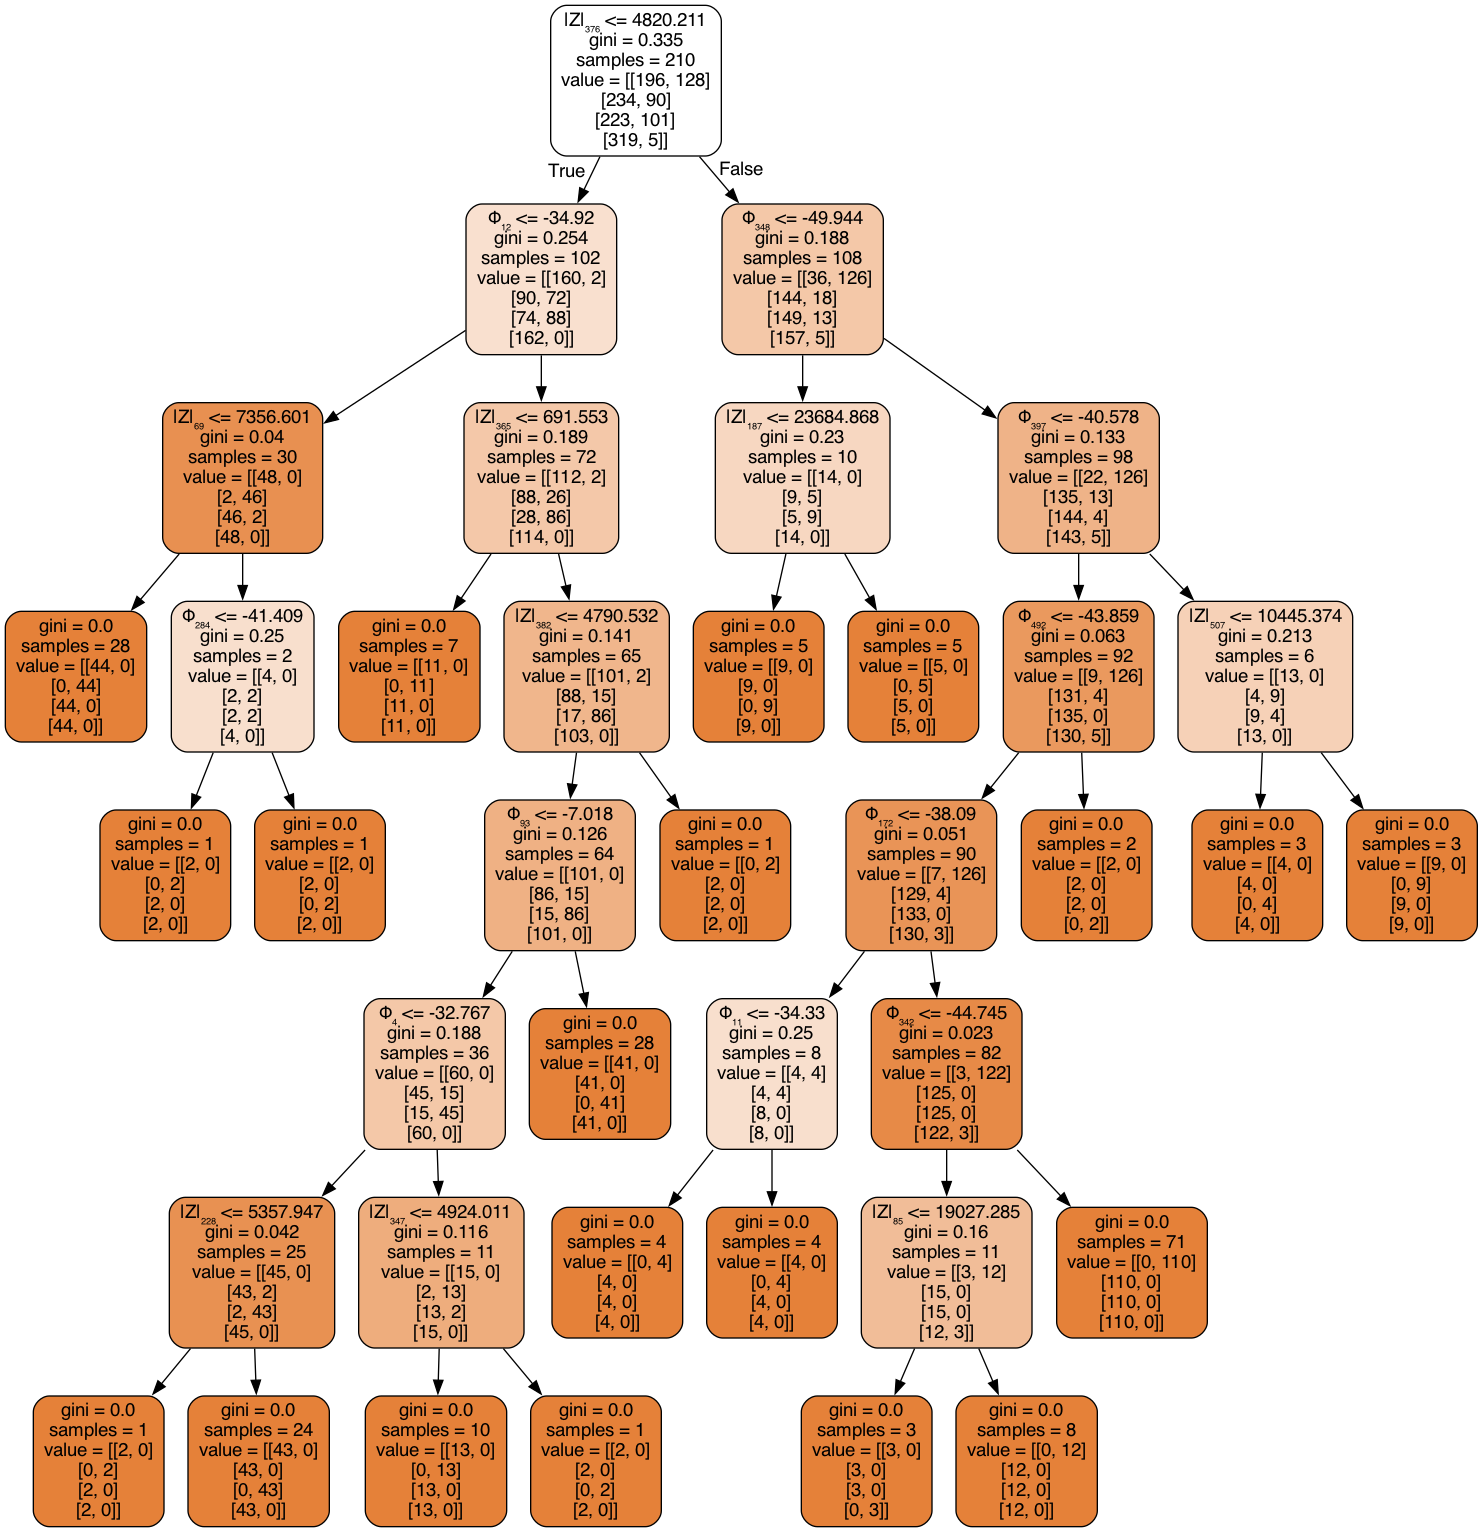 |Z|₃₇₆ <= 4820.211
gini = 0.335
samples = 210
value = [[196, 128]
[234, 90]
[223, 101]
[319, 5]]
True
False
Φ₁₂ <= -34.92
gini = 0.254
samples = 102
value = [[160, 2]
[90, 72]
[74, 88]
[162, 0]]
Φ₃₄₈ <= -49.944
gini = 0.188
samples = 108
value = [[36, 126]
[144, 18]
[149, 13]
[157, 5]]
|Z|₆₉ <= 7356.601
gini = 0.04
samples = 30
value = [[48, 0]
[2, 46]
[46, 2]
[48, 0]]
|Z|₃₆₅ <= 691.553
gini = 0.189
samples = 72
value = [[112, 2]
[88, 26]
[28, 86]
[114, 0]]
|Z|₁₈₇ <= 23684.868
gini = 0.23
samples = 10
value = [[14, 0]
[9, 5]
[5, 9]
[14, 0]]
Φ₃₉₇ <= -40.578
gini = 0.133
samples = 98
value = [[22, 126]
[135, 13]
[144, 4]
[143, 5]]
gini = 0.0
samples = 28
value = [[44, 0]
[0, 44]
[44, 0]
[44, 0]]
Φ₂₈₄ <= -41.409
gini = 0.25
samples = 2
value = [[4, 0]
[2, 2]
[2, 2]
[4, 0]]
gini = 0.0
samples = 7
value = [[11, 0]
[0, 11]
[11, 0]
[11, 0]]
|Z|₃₈₂ <= 4790.532
gini = 0.141
samples = 65
value = [[101, 2]
[88, 15]
[17, 86]
[103, 0]]
gini = 0.0
samples = 5
value = [[9, 0]
[9, 0]
[0, 9]
[9, 0]]
gini = 0.0
samples = 5
value = [[5, 0]
[0, 5]
[5, 0]
[5, 0]]
Φ₄₉₂ <= -43.859
gini = 0.063
samples = 92
value = [[9, 126]
[131, 4]
[135, 0]
[130, 5]]
|Z|₅₀₇ <= 10445.374
gini = 0.213
samples = 6
value = [[13, 0]
[4, 9]
[9, 4]
[13, 0]]
gini = 0.0
samples = 1
value = [[2, 0]
[0, 2]
[2, 0]
[2, 0]]
gini = 0.0
samples = 1
value = [[2, 0]
[2, 0]
[0, 2]
[2, 0]]
Φ₉₃ <= -7.018
gini = 0.126
samples = 64
value = [[101, 0]
[86, 15]
[15, 86]
[101, 0]]
gini = 0.0
samples = 1
value = [[0, 2]
[2, 0]
[2, 0]
[2, 0]]
Φ₁₇₂ <= -38.09
gini = 0.051
samples = 90
value = [[7, 126]
[129, 4]
[133, 0]
[130, 3]]
gini = 0.0
samples = 2
value = [[2, 0]
[2, 0]
[2, 0]
[0, 2]]
gini = 0.0
samples = 3
value = [[4, 0]
[4, 0]
[0, 4]
[4, 0]]
gini = 0.0
samples = 3
value = [[9, 0]
[0, 9]
[9, 0]
[9, 0]]
Φ₄ <= -32.767
gini = 0.188
samples = 36
value = [[60, 0]
[45, 15]
[15, 45]
[60, 0]]
gini = 0.0
samples = 28
value = [[41, 0]
[41, 0]
[0, 41]
[41, 0]]
Φ₁₁ <= -34.33
gini = 0.25
samples = 8
value = [[4, 4]
[4, 4]
[8, 0]
[8, 0]]
Φ₃₄₂ <= -44.745
gini = 0.023
samples = 82
value = [[3, 122]
[125, 0]
[125, 0]
[122, 3]]
|Z|₂₂₈ <= 5357.947
gini = 0.042
samples = 25
value = [[45, 0]
[43, 2]
[2, 43]
[45, 0]]
|Z|₃₄₇ <= 4924.011
gini = 0.116
samples = 11
value = [[15, 0]
[2, 13]
[13, 2]
[15, 0]]
gini = 0.0
samples = 4
value = [[0, 4]
[4, 0]
[4, 0]
[4, 0]]
gini = 0.0
samples = 4
value = [[4, 0]
[0, 4]
[4, 0]
[4, 0]]
|Z|₈₅ <= 19027.285
gini = 0.16
samples = 11
value = [[3, 12]
[15, 0]
[15, 0]
[12, 3]]
gini = 0.0
samples = 71
value = [[0, 110]
[110, 0]
[110, 0]
[110, 0]]
gini = 0.0
samples = 1
value = [[2, 0]
[0, 2]
[2, 0]
[2, 0]]
gini = 0.0
samples = 24
value = [[43, 0]
[43, 0]
[0, 43]
[43, 0]]
gini = 0.0
samples = 10
value = [[13, 0]
[0, 13]
[13, 0]
[13, 0]]
gini = 0.0
samples = 1
value = [[2, 0]
[2, 0]
[0, 2]
[2, 0]]
gini = 0.0
samples = 3
value = [[3, 0]
[3, 0]
[3, 0]
[0, 3]]
gini = 0.0
samples = 8
value = [[0, 12]
[12, 0]
[12, 0]
[12, 0]]